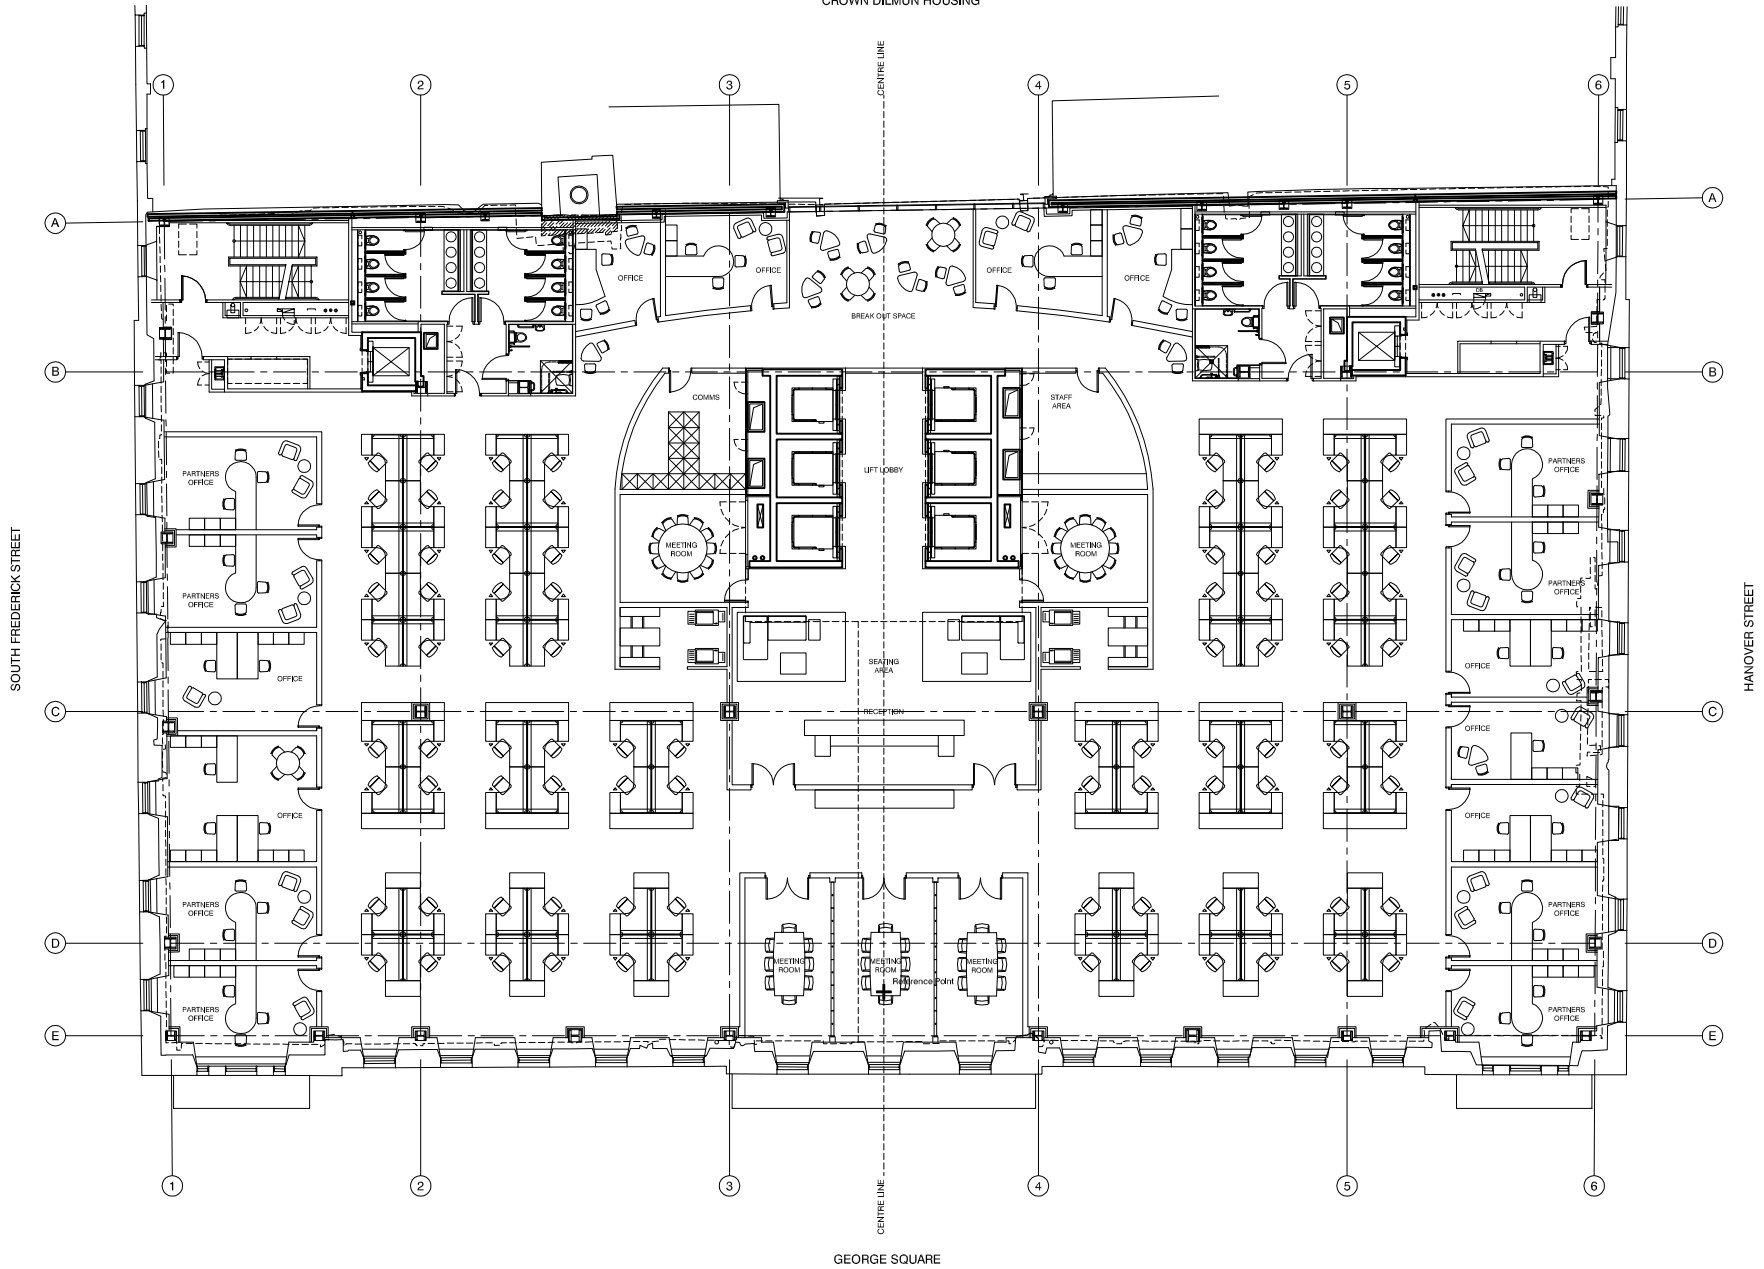 CROWN DILMUN HOUSING
CENTRE LINE
1
2
3
4
5
6
A
A
OFFICE
OFFICE
OFFICE
OFFICE
DB
BREAK OUT SPACE
B
B
COMMS
STAFF
AREA
LIFT LOBBY
PARTNERS
OFFICE
PARTNERS
OFFICE
MEETING
ROOM
MEETING
ROOM
SOUTH FREDERICK STREET
HANOVER STREET
PARTNERS
OFFICE
PARTNERS
OFFICE
SEATING
AREA
OFFICE
OFFICE
C
C
RECEPTION
OFFICE
OFFICE
OFFICE
PARTNERS
OFFICE
PARTNERS
OFFICE
D
D
MEETING
ROOM
MEETING
ROOM
MEETING
ROOM
Reference Point
PARTNERS
OFFICE
PARTNERS
OFFICE
E
E
1
2
3
4
5
6
CENTRE LINE
GEORGE SQUARE